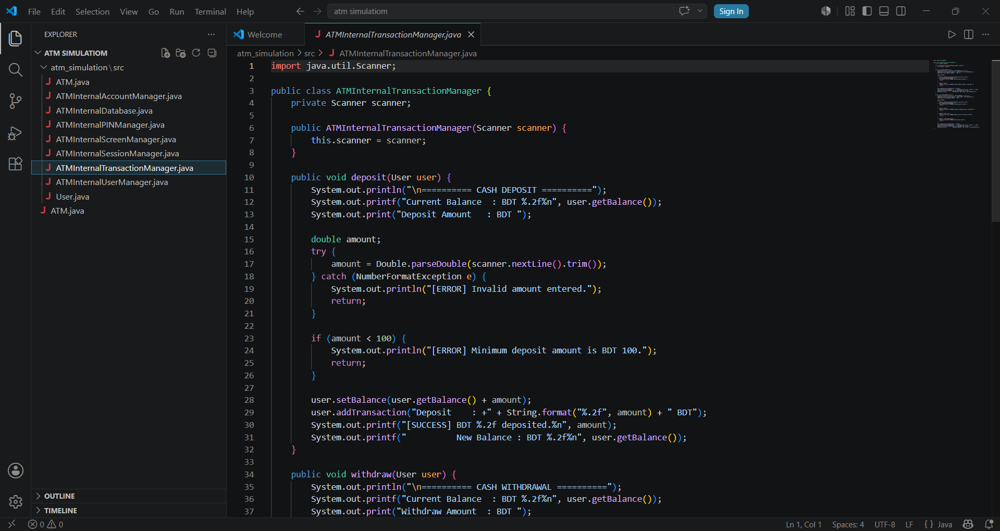 File Edit Selection View Go Run Terminal Help
atm simulatiom
Sign In
EXPLORER
ATM SIMULATIOM
atm_simulation\src
ATM.java
ATMInternalAccountManager.java
ATMInternalDatabase.java
ATMInternalPINManager.java
ATMInternalScreenManager.java
ATMInternalSessionManager.java
ATMInternalTransactionManager.java
ATMInternalUserManager.java
User.java
ATM.java
OUTLINE
TIMELINE
Welcome
ATMInternalTransactionManager.java
atm_simulation > src > ATMInternalTransactionManager.java
1 import java.util.Scanner;
2
3 public class ATMInternalTransactionManager {
4     private Scanner scanner;
5
6     public ATMInternalTransactionManager(Scanner scanner) {
7         this.scanner = scanner;
8     }
9
10     public void deposit(User user) {
11         System.out.println("\n========== CASH DEPOSIT ==========");
12         System.out.printf("Current Balance  : BDT %.2f%n", user.getBalance());
13         System.out.print("Deposit Amount   : BDT ");
14
15         double amount;
16         try {
17             amount = Double.parseDouble(scanner.nextLine().trim());
18         } catch (NumberFormatException e) {
19             System.out.println("[ERROR] Invalid amount entered.");
20             return;
21         }
22
23         if (amount < 100) {
24             System.out.println("[ERROR] Minimum deposit amount is BDT 100.");
25             return;
26         }
27
28         user.setBalance(user.getBalance() + amount);
29         user.addTransaction("Deposit    : +" + String.format("%.2f", amount) + " BDT");
30         System.out.printf("[SUCCESS] BDT %.2f deposited.%n", amount);
31         System.out.printf("          New Balance : BDT %.2f%n", user.getBalance());
32     }
33
34     public void withdraw(User user) {
35         System.out.println("\n========== CASH WITHDRAWAL ==========");
36         System.out.printf("Current Balance  : BDT %.2f%n", user.getBalance());
37         System.out.print("Withdraw Amount  : BDT ");
0 0
Ln 1, Col 1 Spaces: 4 UTF-8 LF {} Java